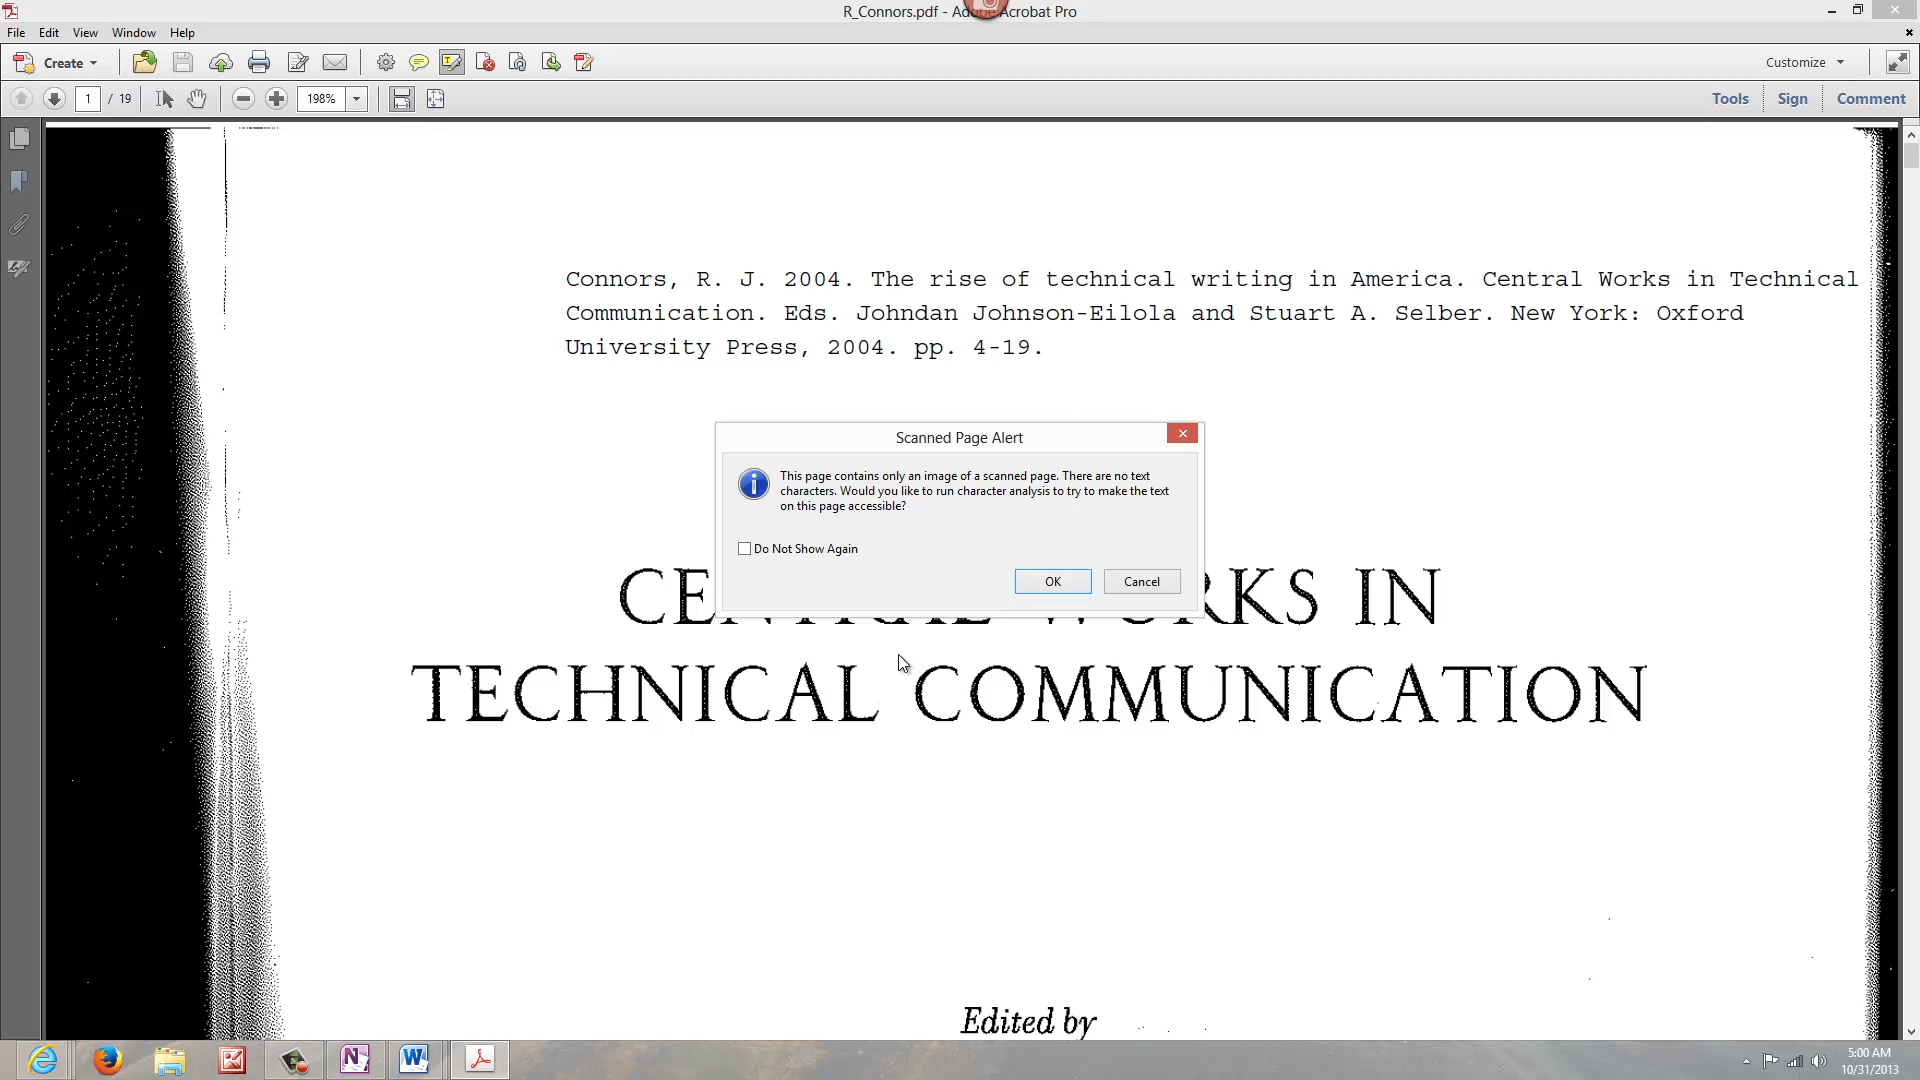 R_Connors.pdf - Adobe Acrobat Pro
File Edit View Window Help
Create Customize
1 / 19 198% Tools Sign Comment
Connors, R. J. 2004. The rise of technical writing in America. Central Works in Technical
Communication. Eds. Johndan Johnson-Eilola and Stuart A. Selber. New York: Oxford
University Press, 2004. pp. 4-19.
Scanned Page Alert
This page contains only an image of a scanned page. There are no text
characters. Would you like to run character analysis to try to make the text
on this page accessible?
Do Not Show Again
OK Cancel
CENTRAL WORKS IN
TECHNICAL COMMUNICATION
Edited by
5:00 AM
10/31/2013